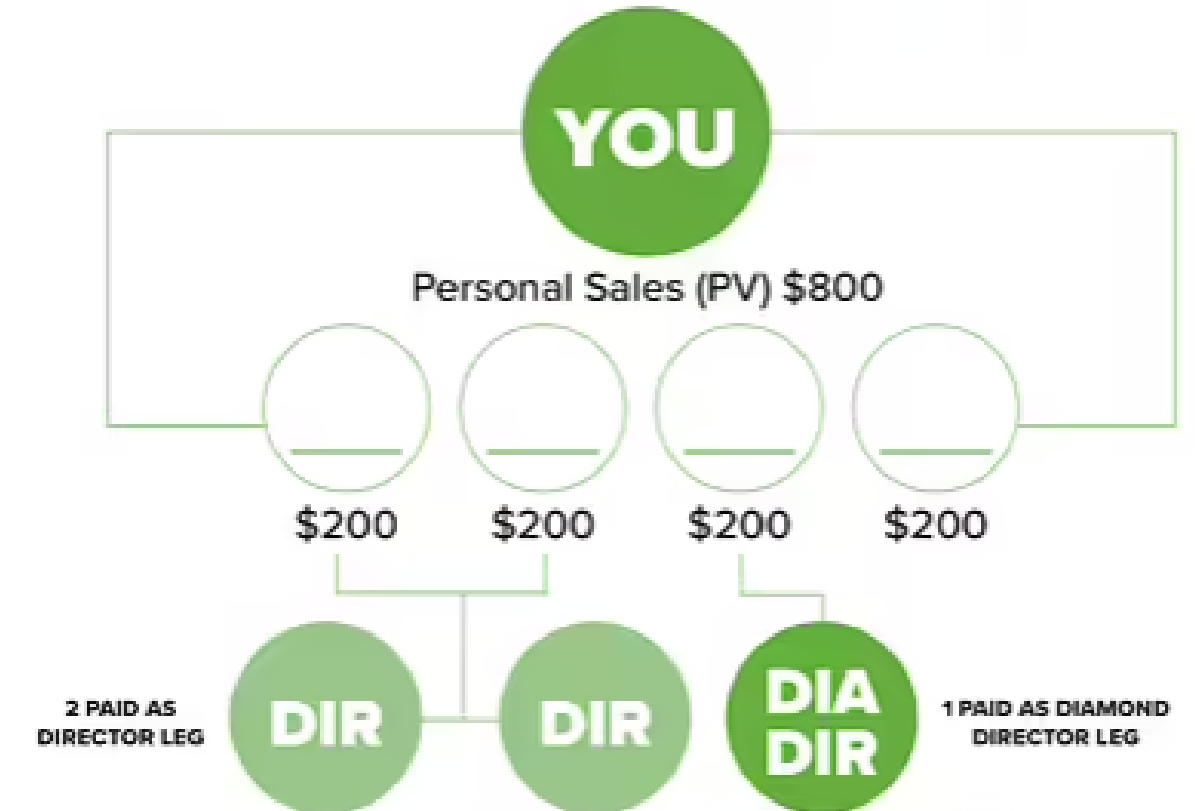 YOU
Personal Sales (PV) $800
$200 $200 $200 $200
2 PAID AS
DIRECTOR LEG
DIR
DIR
DIA
DIR
1 PAID AS DIAMOND
DIRECTOR LEG